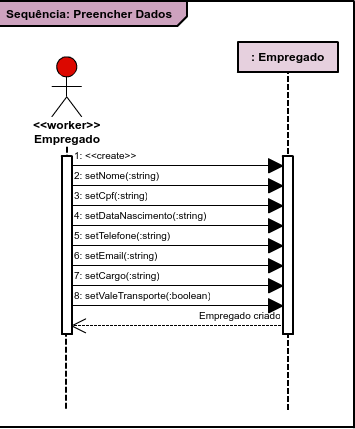 Sequência: Preencher Dados
: Empregado
<<worker>>
Empregado
1: <<create>>
2: setNome(:string)
3: setCpf(:string)
4: setDataNascimento(:string)
5: setTelefone(:string)
6: setEmail(:string)
7: setCargo(:string)
8: setValeTransporte(:boolean)
Empregado criado